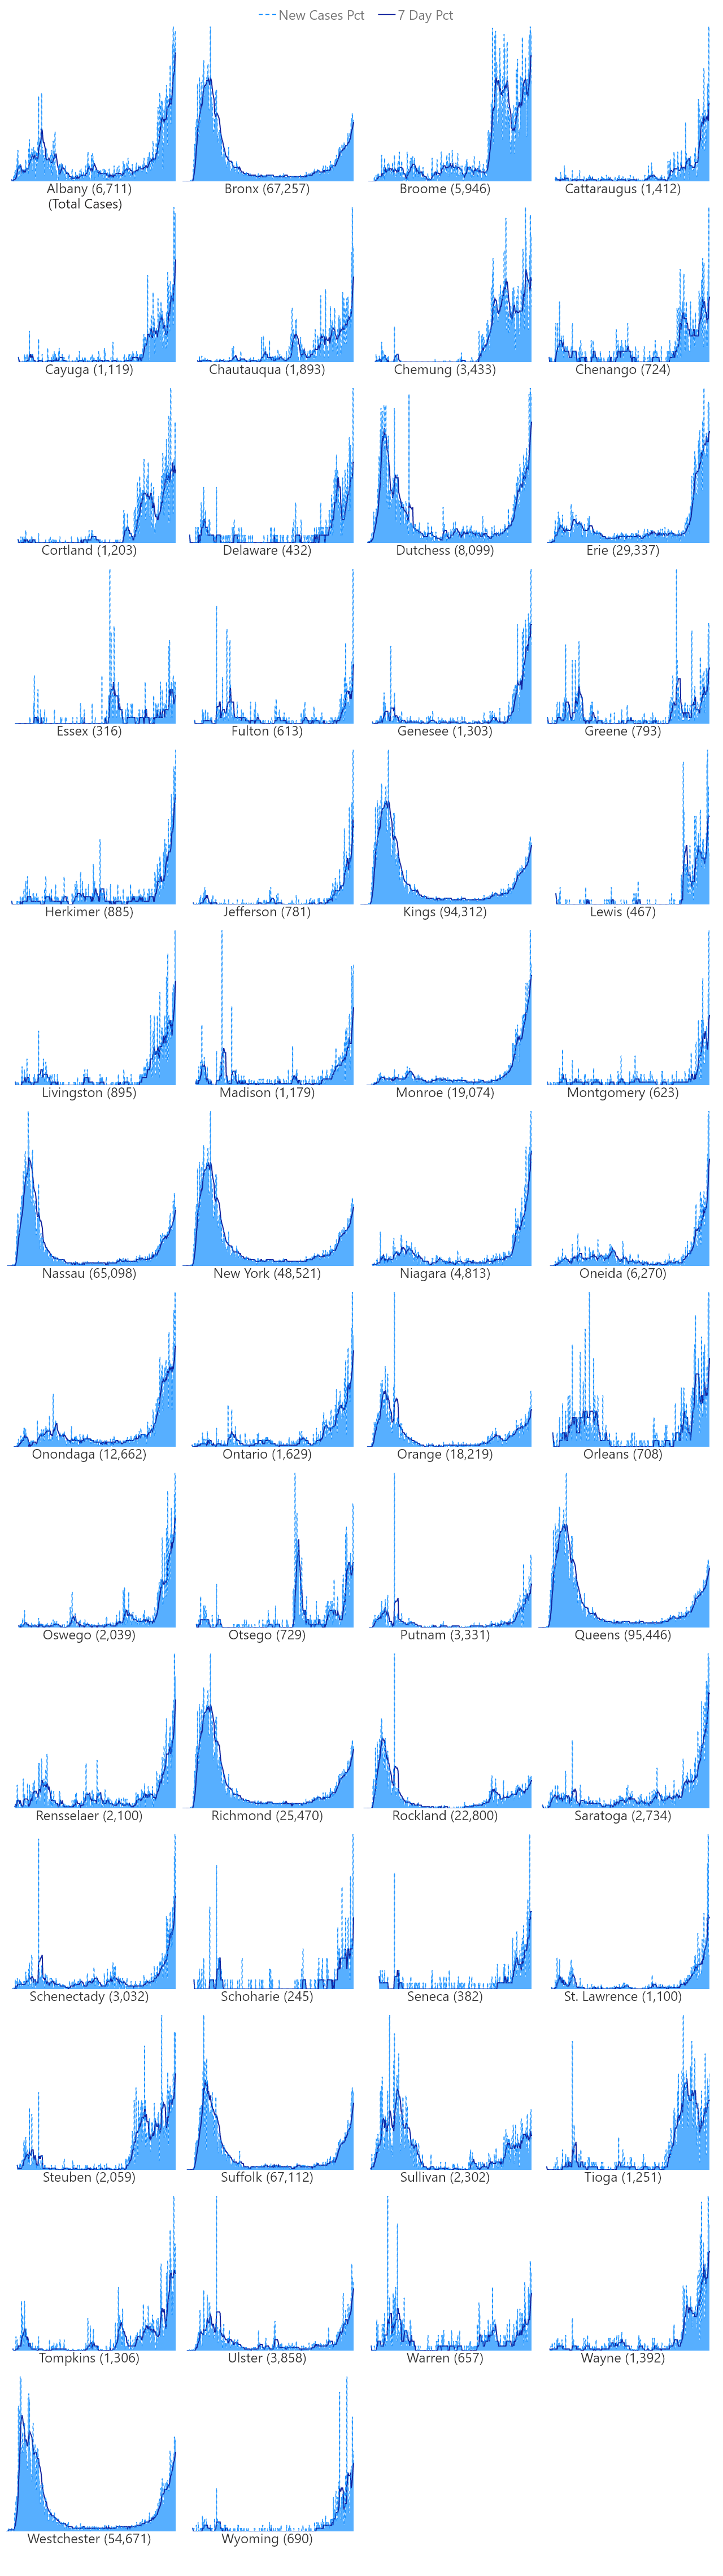 New Cases Pct 7 Day Pct
Albany (6,711) Bronx (67,257) Broome (5,946) Cattaraugus (1,412)
(Total Cases)
Cayuga (1,119) Chautauqua (1,893) Chemung (3,433) Chenango (724)
Cortland (1,203) Delaware (432) Dutchess (8,099) Erie (29,337)
Essex (316) Fulton (613) Genesee (1,303) Greene (793)
Herkimer (885) Jefferson (781) Kings (94,312) Lewis (467)
Livingston (895) Madison (1,179) Monroe (19,074) Montgomery (623)
Nassau (65,098) New York (48,521) Niagara (4,813) Oneida (6,270)
Onondaga (12,662) Ontario (1,629) Orange (18,219) Orleans (708)
Oswego (2,039) Otsego (729) Putnam (3,331) Queens (95,446)
Rensselaer (2,100) Richmond (25,470) Rockland (22,800) Saratoga (2,734)
Schenectady (3,032) Schoharie (245) Seneca (382) St. Lawrence (1,100)
Steuben (2,059) Suffolk (67,112) Sullivan (2,302) Tioga (1,251)
Tompkins (1,306) Ulster (3,858) Warren (657) Wayne (1,392)
Westchester (54,671) Wyoming (690)